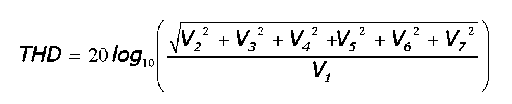 THD = 20 log₁₀(√(V₂² + V₃² + V₄² +V₅² + V₆² + V₇²) / V₁)